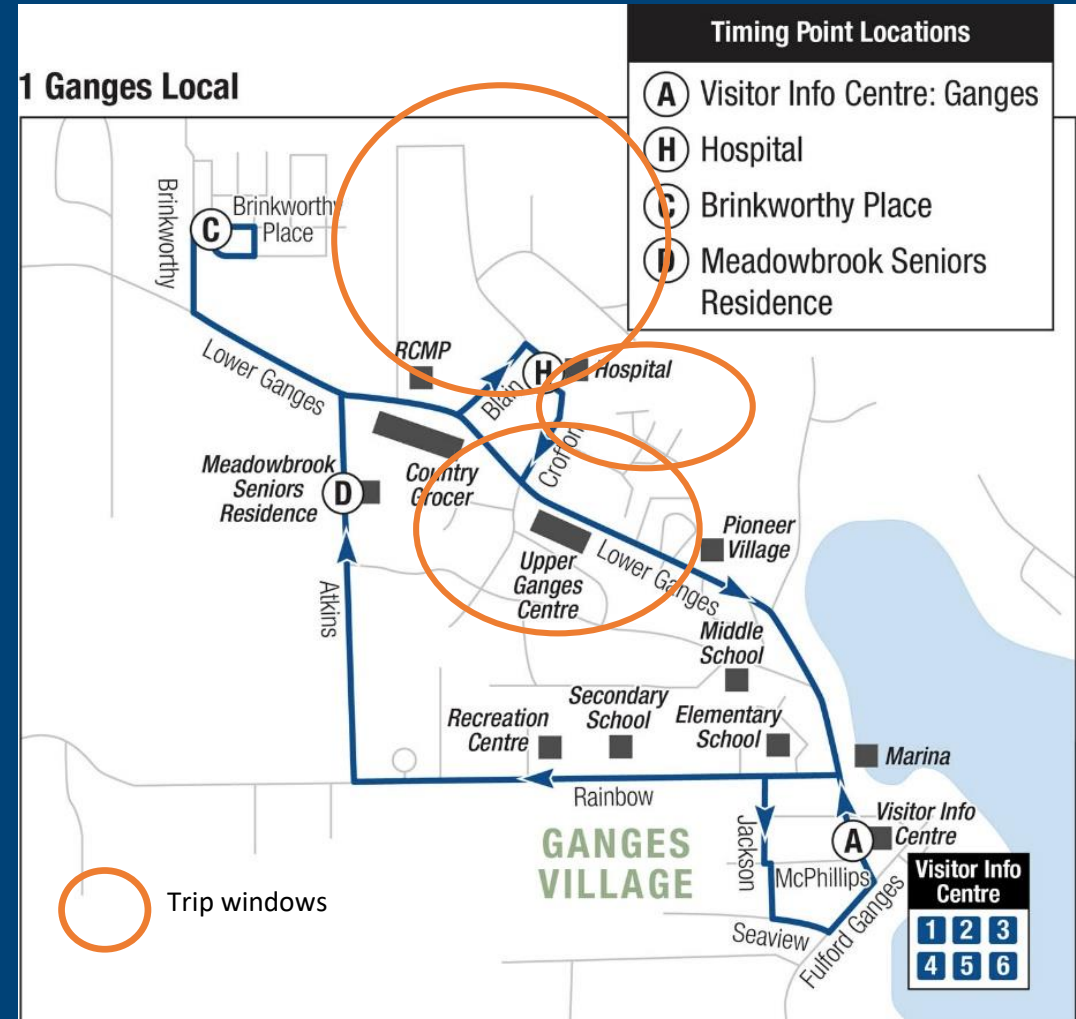 1 Ganges Local
Timing Point Locations
A Visitor Info Centre: Ganges
H Hospital
C Brinkworthy Place
D Meadowbrook Seniors
Residence
Brinkworthy
C
Brinkworthy
Place
Lower Ganges
RCMP
Blain
H
Hospital
Crofton
Country
Grocer
Meadowbrook
Seniors
Residence
D
Upper
Ganges
Centre
Lower Ganges
Pioneer
Village
Atkins
Middle
School
Secondary
School
Elementary
School
Recreation
Centre
Marina
Rainbow
GANGES
VILLAGE
Jackson
Visitor Info
Centre
A
McPhillips
Seaview
Fulford Ganges
Visitor Info
Centre
1 2 3
4 5 6
Trip windows